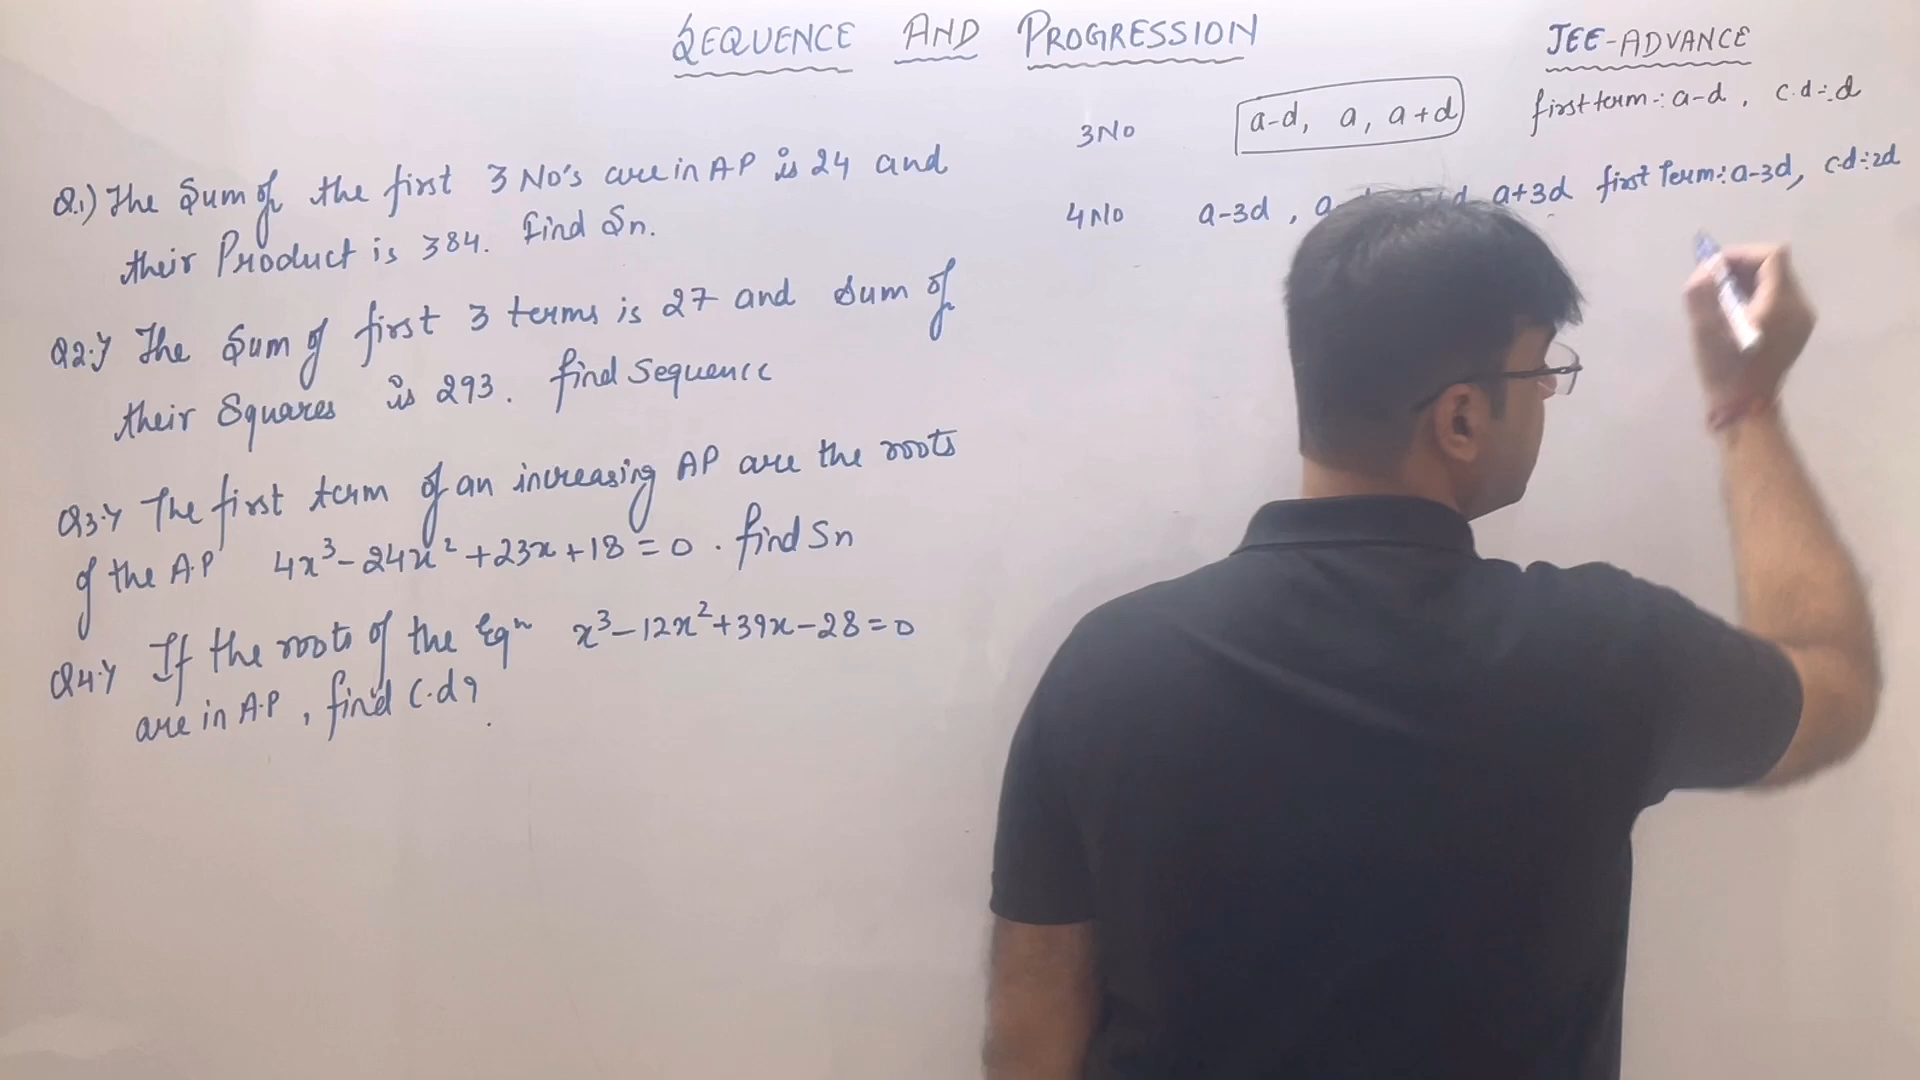 SEQUENCE AND PROGRESSION
JEE-ADVANCE
Q.1) The Sum of the first 3 No's are in AP is 24 and
their Product is 384. Find Sn.
Q2.) The Sum of first 3 terms is 27 and sum of
their Squares is 293. find Sequence
Q3.) The first term of an increasing AP are the roots
of the A.P 4x³-24x²+23x+18=0. find Sn
Q4.) If the roots of the Eqⁿ x³-12x²+39x-28=0
are in A.P, find C.d?
3No a-d, a, a+d first term:- a-d, c.d:-d
4No a-3d, a+3d first Term:- a-3d, c.d:-2d